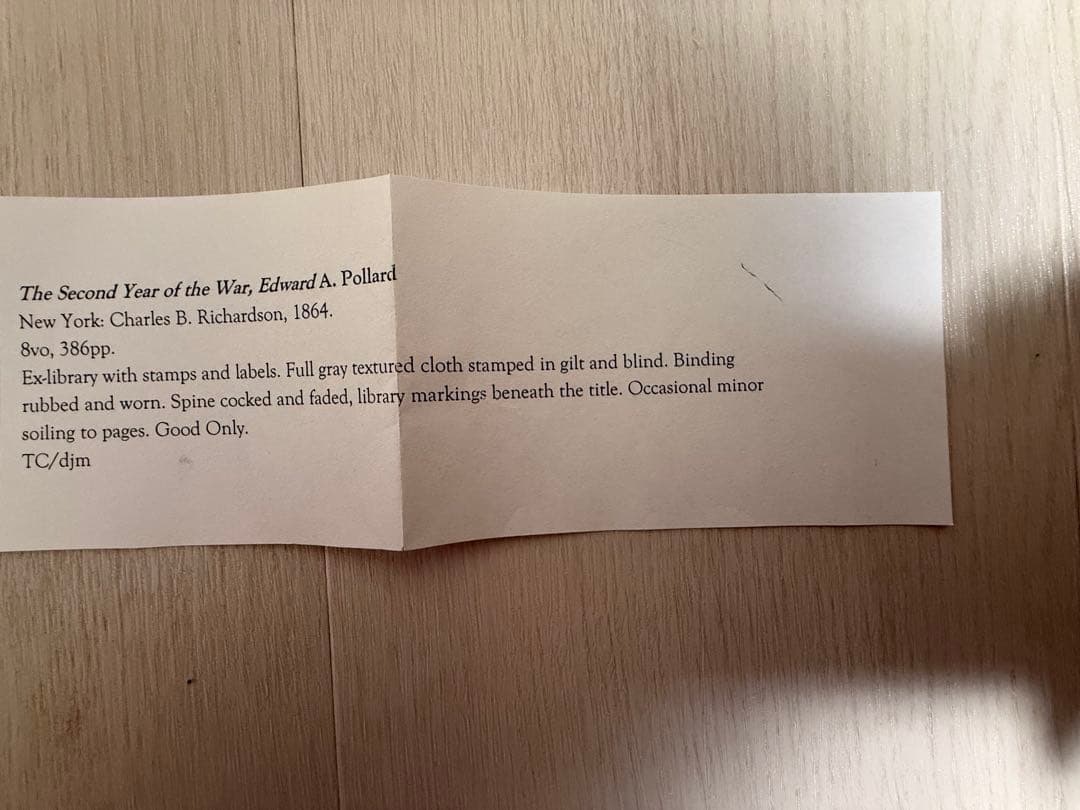 The Second Year of the War, Edward A. Pollard
New York: Charles B. Richardson, 1864.
8vo, 386pp.
Ex-library with stamps and labels. Full gray textured cloth stamped in gilt and blind. Binding
rubbed and worn. Spine cocked and faded, library markings beneath the title. Occasional minor
soiling to pages. Good Only.
TC/djm